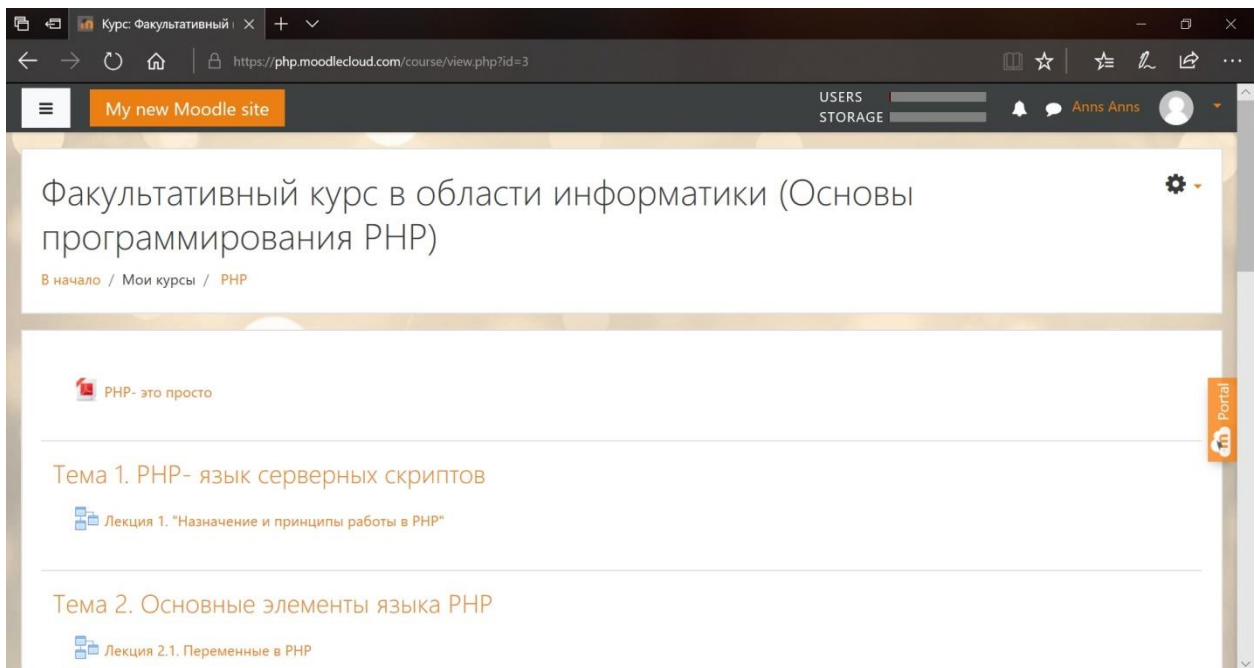 Курс: Факультативный
https://php.moodlecloud.com/course/view.php?id=3
My new Moodle site
USERS
STORAGE
Anns Anns
Факультативный курс в области информатики (Основы
программирования PHP)
В начало / Мои курсы / PHP
PHP- это просто
Portal
Тема 1. PHP- язык серверных скриптов
Лекция 1. "Назначение и принципы работы в PHP"
Тема 2. Основные элементы языка PHP
Лекция 2.1. Переменные в PHP